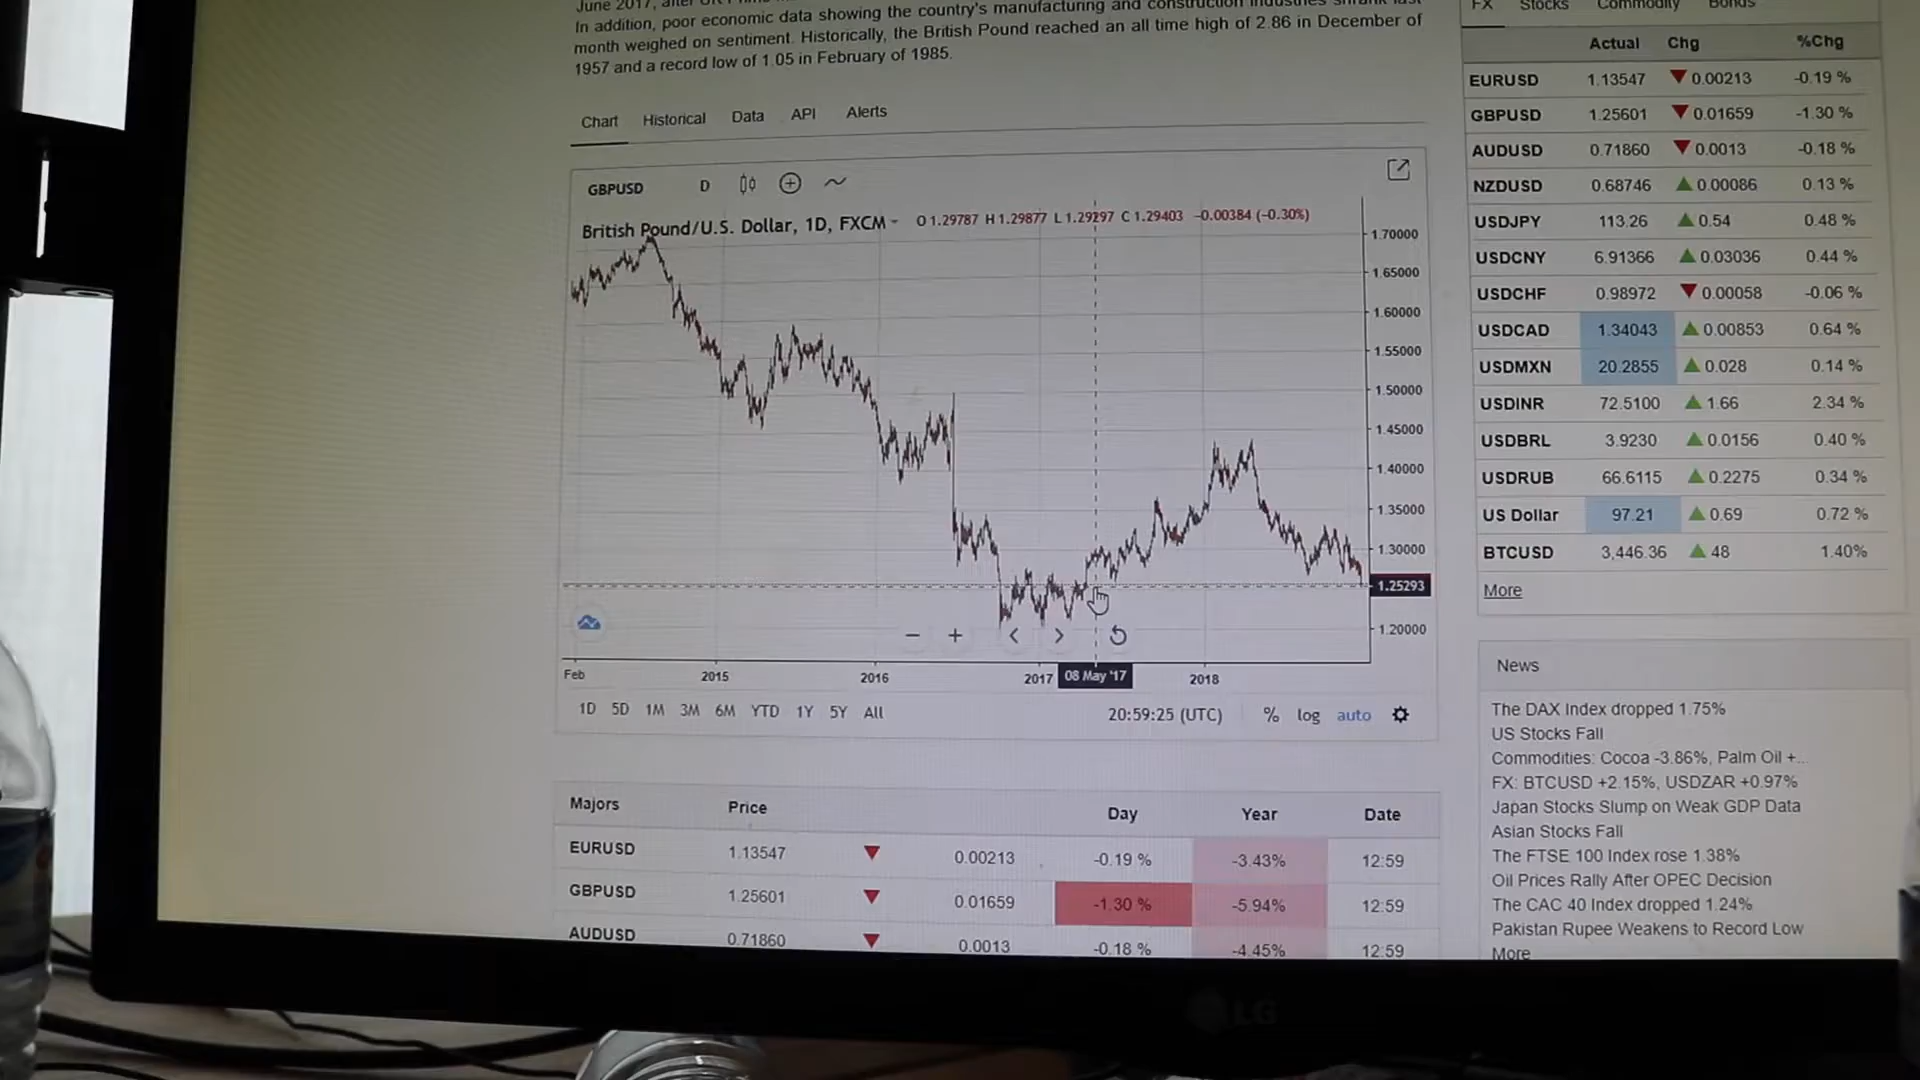 June 2017, after
In addition, poor economic data showing the country's manufacturing and construction industries shrank last
month weighed on sentiment. Historically, the British Pound reached an all time high of 2.86 in December of
1957 and a record low of 1.05 in February of 1985.
Chart Historical Data API Alerts
GBPUSD D
British Pound/U.S. Dollar, 1D, FXCM O 1.29787 H 1.29877 L 1.29297 C 1.29403 -0.00384 (-0.30%)
1.70000
1.65000
1.60000
1.55000
1.50000
1.45000
1.40000
1.35000
1.30000
1.25293
1.20000
Feb 2015 2016 2017 08 May '17 2018
1D 5D 1M 3M 6M YTD 1Y 5Y All 20:59:25 (UTC) % log auto
Majors Price Day Year Date
EURUSD 1.13547 0.00213 -0.19 % -3.43% 12:59
GBPUSD 1.25601 0.01659 -1.30 % -5.94% 12:59
AUDUSD 0.71860 0.0013 -0.18 % -4.45% 12:59
FX Stocks Commodity Bonds
Actual Chg %Chg
EURUSD 1.13547 0.00213 -0.19 %
GBPUSD 1.25601 0.01659 -1.30 %
AUDUSD 0.71860 0.0013 -0.18 %
NZDUSD 0.68746 0.00086 0.13 %
USDJPY 113.26 0.54 0.48 %
USDCNY 6.91366 0.03036 0.44 %
USDCHF 0.98972 0.00058 -0.06 %
USDCAD 1.34043 0.00853 0.64 %
USDMXN 20.2855 0.028 0.14 %
USDINR 72.5100 1.66 2.34 %
USDBRL 3.9230 0.0156 0.40 %
USDRUB 66.6115 0.2275 0.34 %
US Dollar 97.21 0.69 0.72 %
BTCUSD 3,446.36 48 1.40%
More
News
The DAX Index dropped 1.75%
US Stocks Fall
Commodities: Cocoa -3.86%, Palm Oil +...
FX: BTCUSD +2.15%, USDZAR +0.97%
Japan Stocks Slump on Weak GDP Data
Asian Stocks Fall
The FTSE 100 Index rose 1.38%
Oil Prices Rally After OPEC Decision
The CAC 40 Index dropped 1.24%
Pakistan Rupee Weakens to Record Low
More
LG